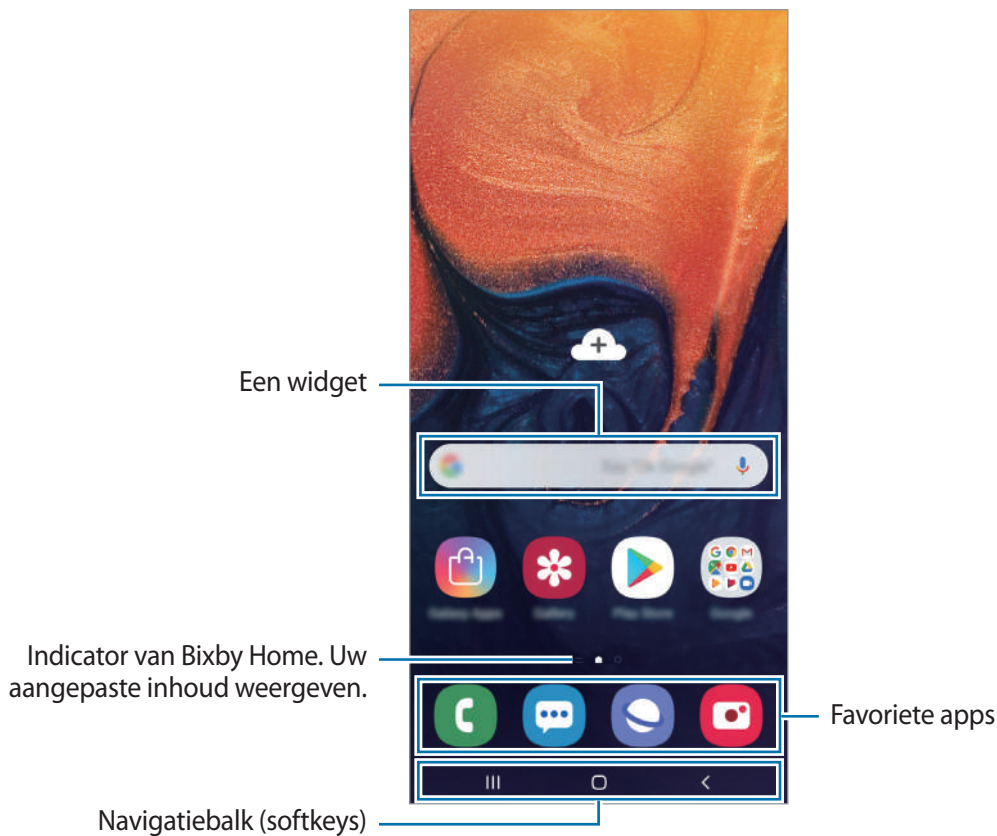 Een widget
Indicator van Bixby Home. Uw
aangepaste inhoud weergeven.
Favoriete apps
Navigatiebalk (softkeys)